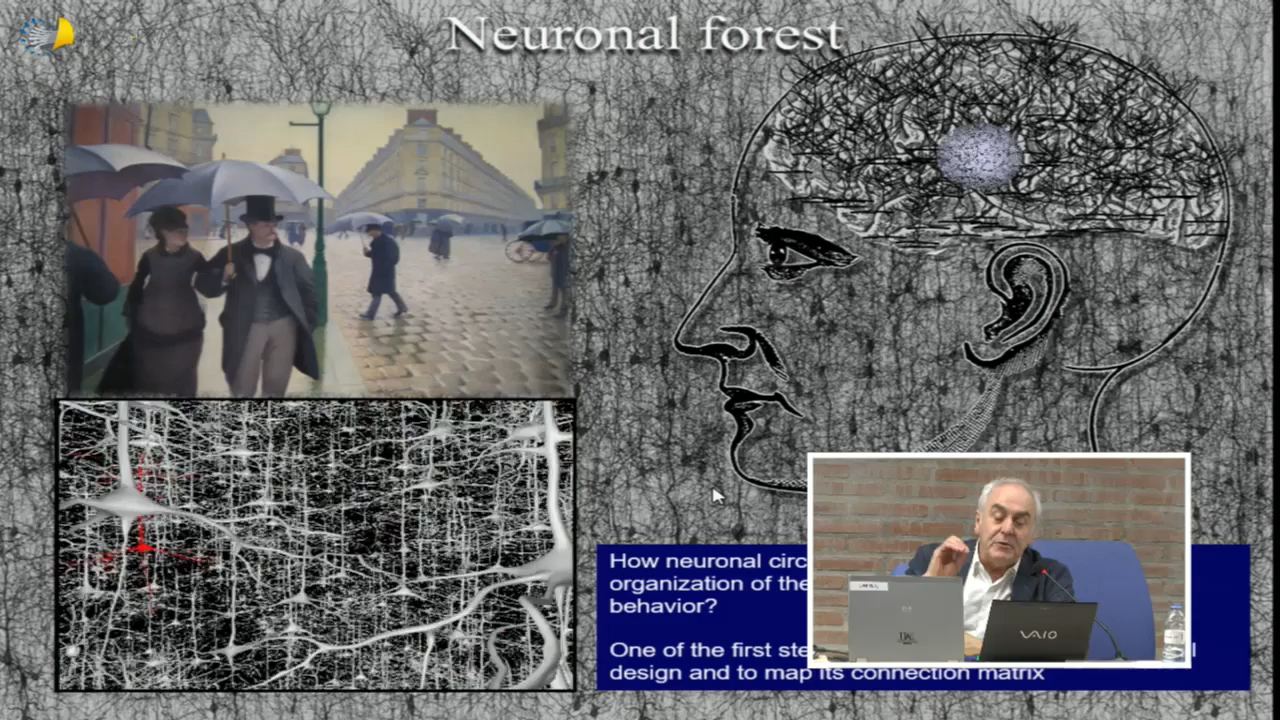 Neuronal forest
How neuronal circ
organization of the
behavior?
One of the first ste
design and to map its connection matrix
VAIO